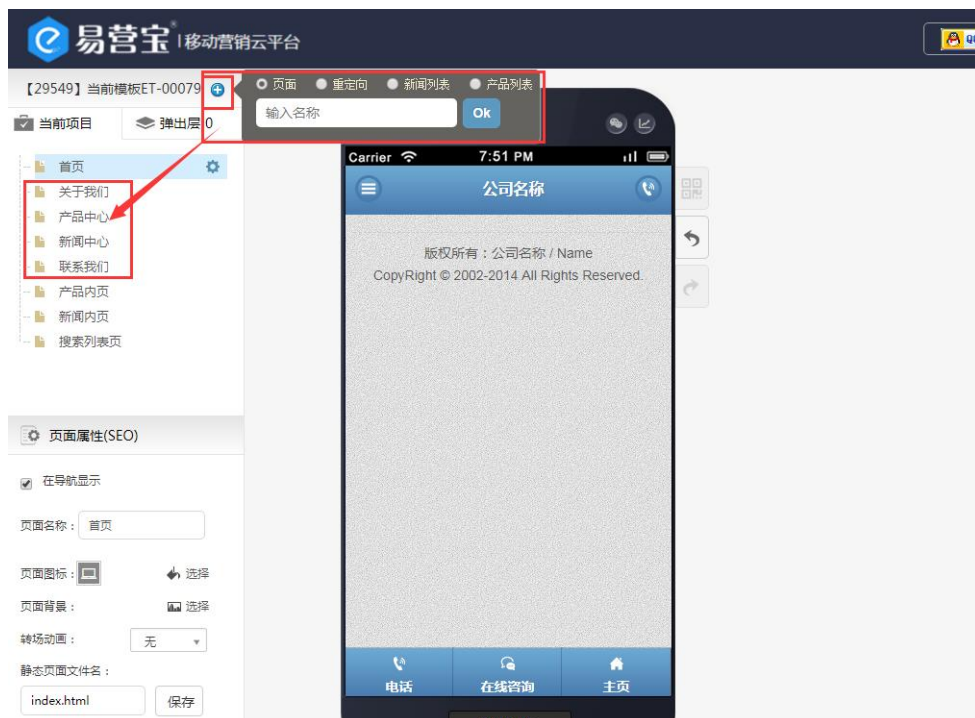 易营宝 移动营销云平台
【29549】当前模板ET-00079
页面 重定向 新闻列表 产品列表
输入名称 Ok
当前项目 弹出层 0
首页
关于我们
产品中心
新闻中心
联系我们
产品内页
新闻内页
搜索列表页
页面属性(SEO)
在导航显示
页面名称： 首页
页面图标： 选择
页面背景： 选择
转场动画： 无
静态页面文件名：
index.html 保存
Carrier 7:51 PM
公司名称
版权所有：公司名称 / Name
CopyRight © 2002-2014 All Rights Reserved.
电话 在线咨询 主页